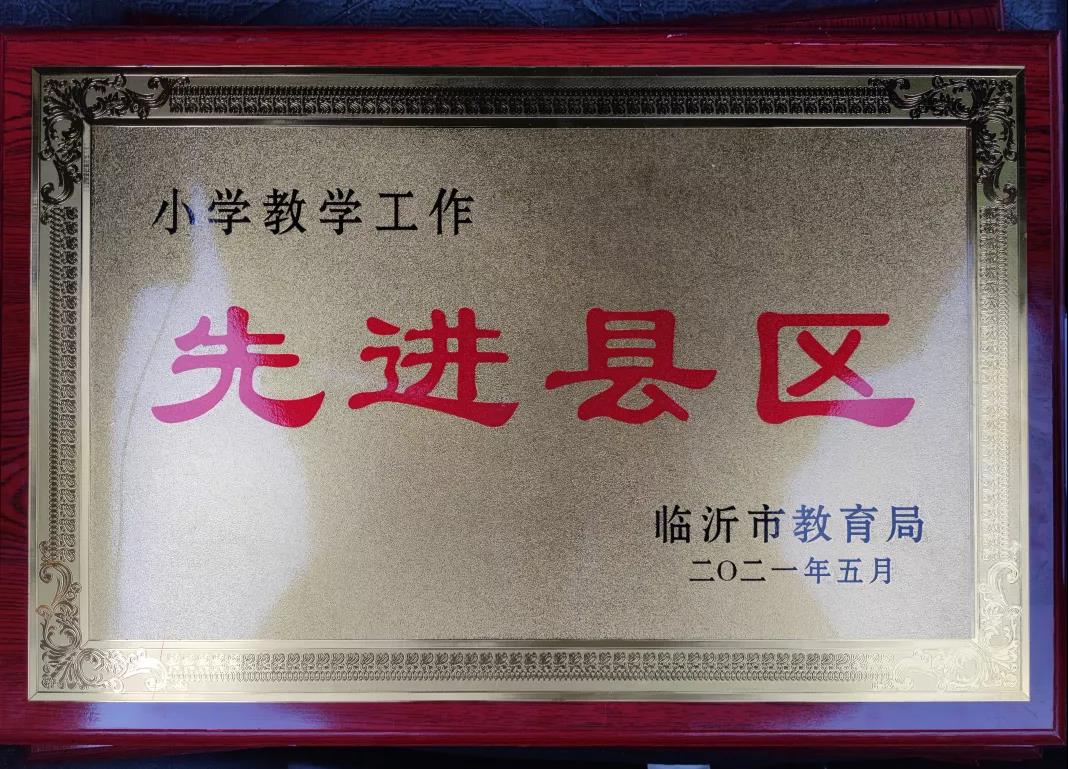 小学教学工作
先进县区
临沂市教育局
二〇二一年五月